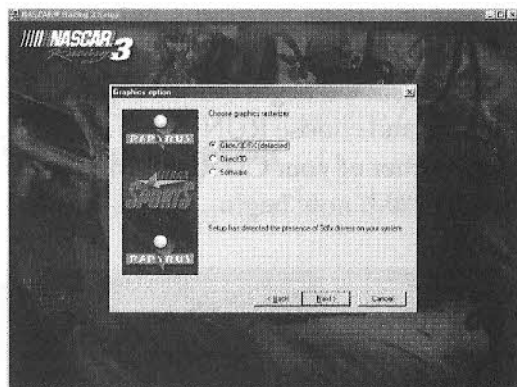 NASCAR® Racing 3 Setup
NASCAR
Racing 3
Graphics option
Choose graphics rasterizer
Glide/3DFX (detected)
Direct3D
Software
Setup has detected the presence of 3dfx drivers on your system
PAPYRUS
SIERRA
SPORTS
PAPYRUS
< Back
Next >
Cancel